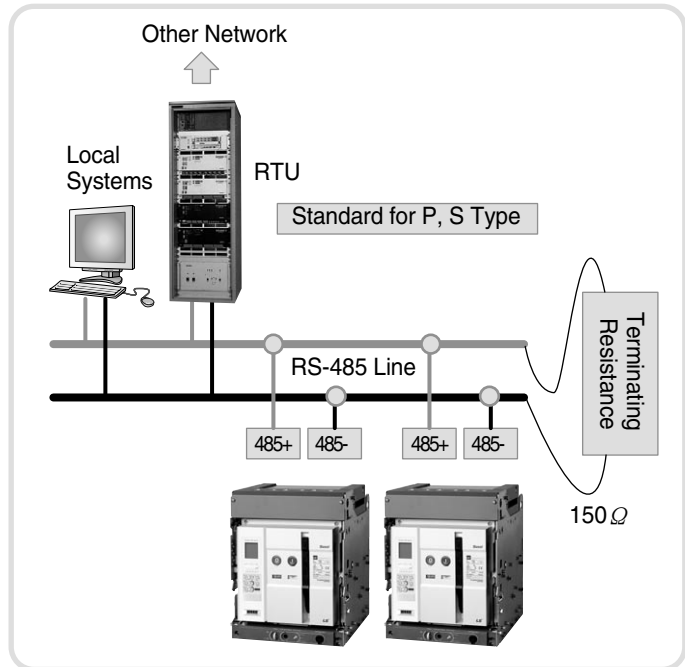 Other Network
Local
Systems
RTU
Standard for P, S Type
RS-485 Line
Terminating
Resistance
485+
485-
485+
485-
150Ω